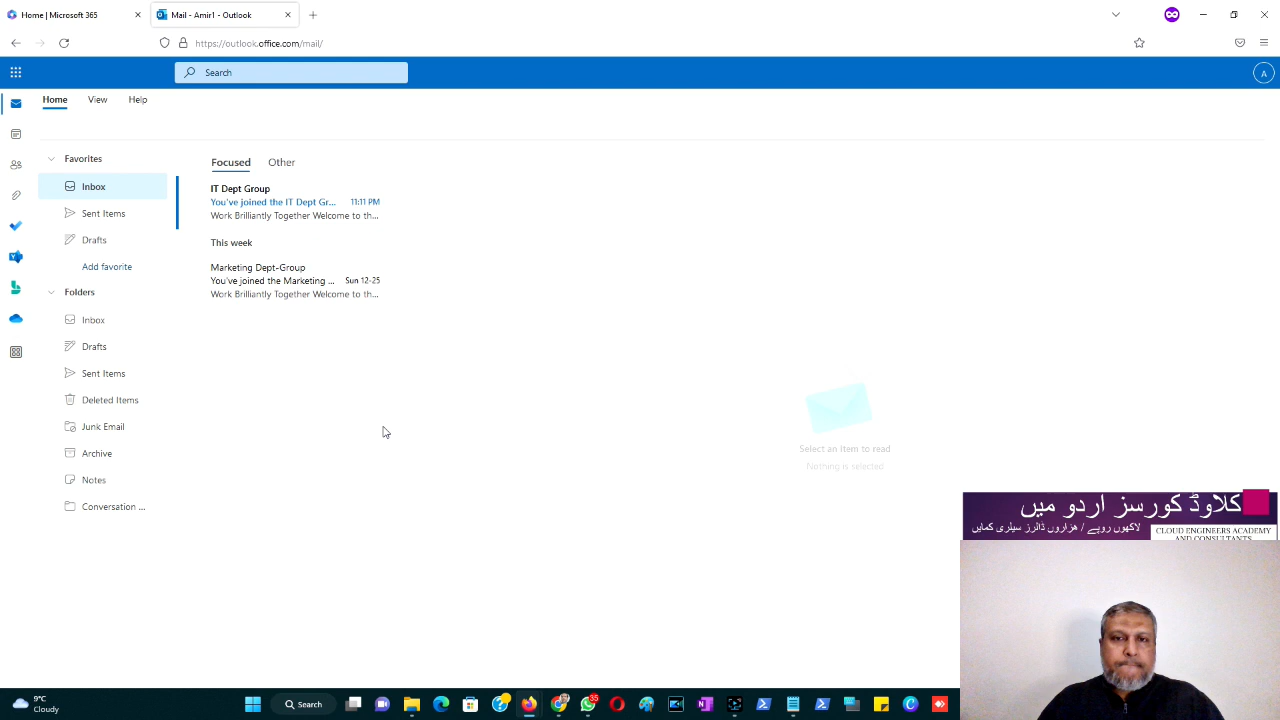 Home | Microsoft 365
Mail - Amir1 - Outlook
https://outlook.office.com/mail/
Search
A
Home View Help
Favorites
Inbox
Sent Items
Drafts
Add favorite
Folders
Inbox
Drafts
Sent Items
Deleted Items
Junk Email
Archive
Notes
Conversation ...
Focused Other
IT Dept Group
You've joined the IT Dept Gr... 11:11 PM
Work Brilliantly Together Welcome to th...
This week
Marketing Dept-Group
You've joined the Marketing ... Sun 12-25
Work Brilliantly Together Welcome to th...
Select an item to read
Nothing is selected
کلاوڈ کورسز اردو میں
لاکھوں روپے / ھزاروں ڈالرز سیلری کمایں
CLOUD ENGINEERS ACADEMY
AND CONSULTANTS
9°C
Cloudy
Search
35